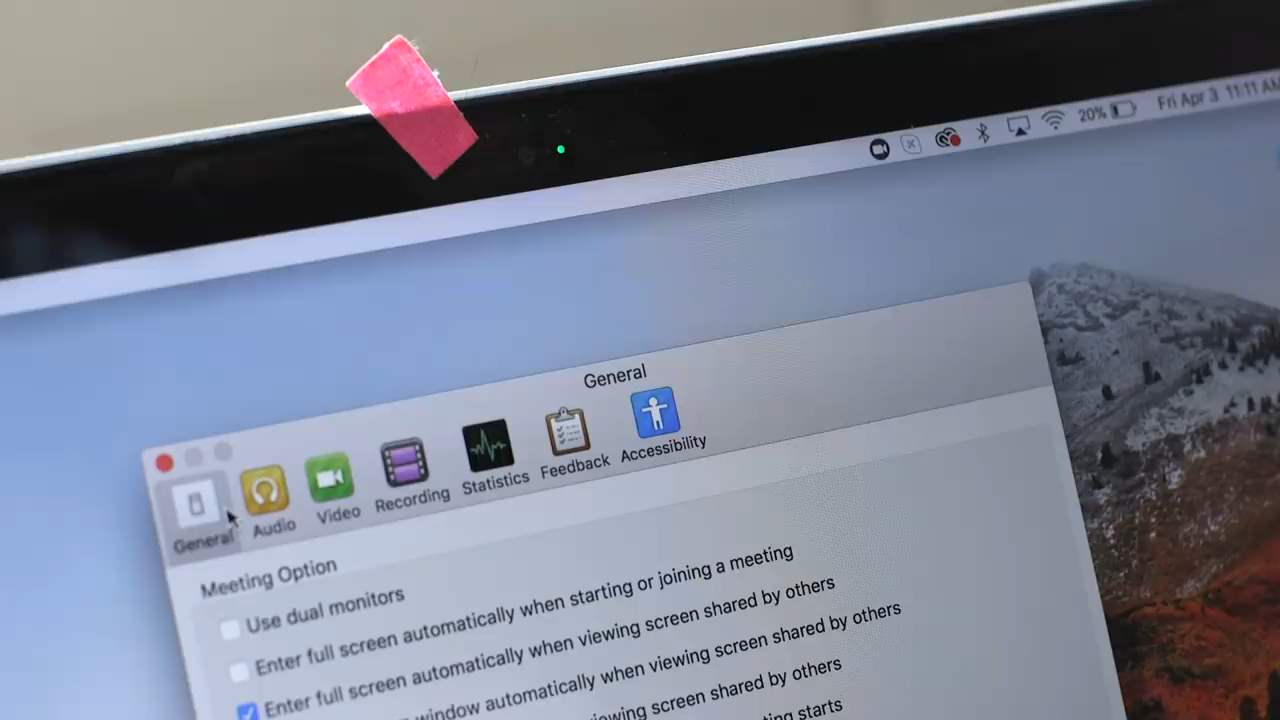 20% Fri Apr 3 11:11 AM
General
General Audio Video Recording Statistics Feedback Accessibility
Meeting Option
Use dual monitors
Enter full screen automatically when starting or joining a meeting
Enter full screen automatically when viewing screen shared by others
window automatically when viewing screen shared by others
viewing screen shared by others
starts